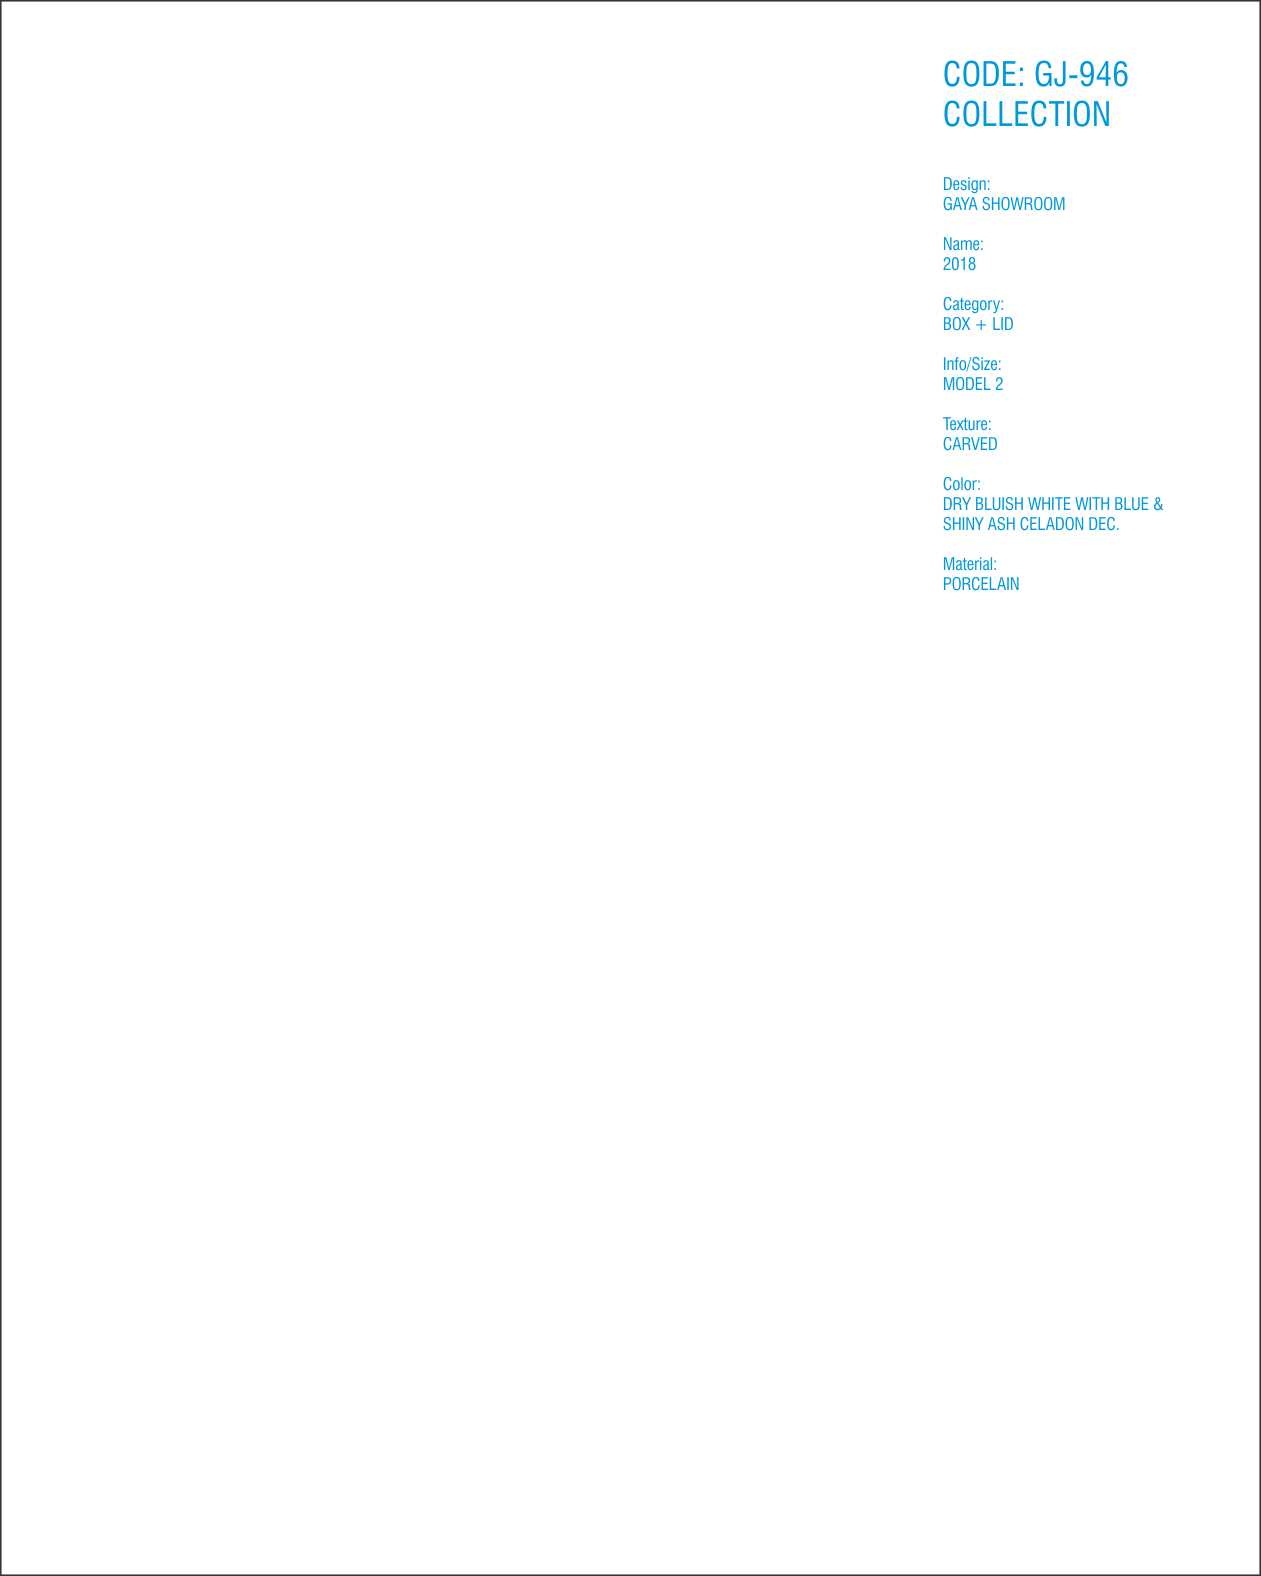 CODE: GJ-946
COLLECTION
Design:
GAYA SHOWROOM
Name:
2018
Category:
BOX + LID
Info/Size:
MODEL 2
Texture:
CARVED
Color:
DRY BLUISH WHITE WITH BLUE &
SHINY ASH CELADON DEC.
Material:
PORCELAIN